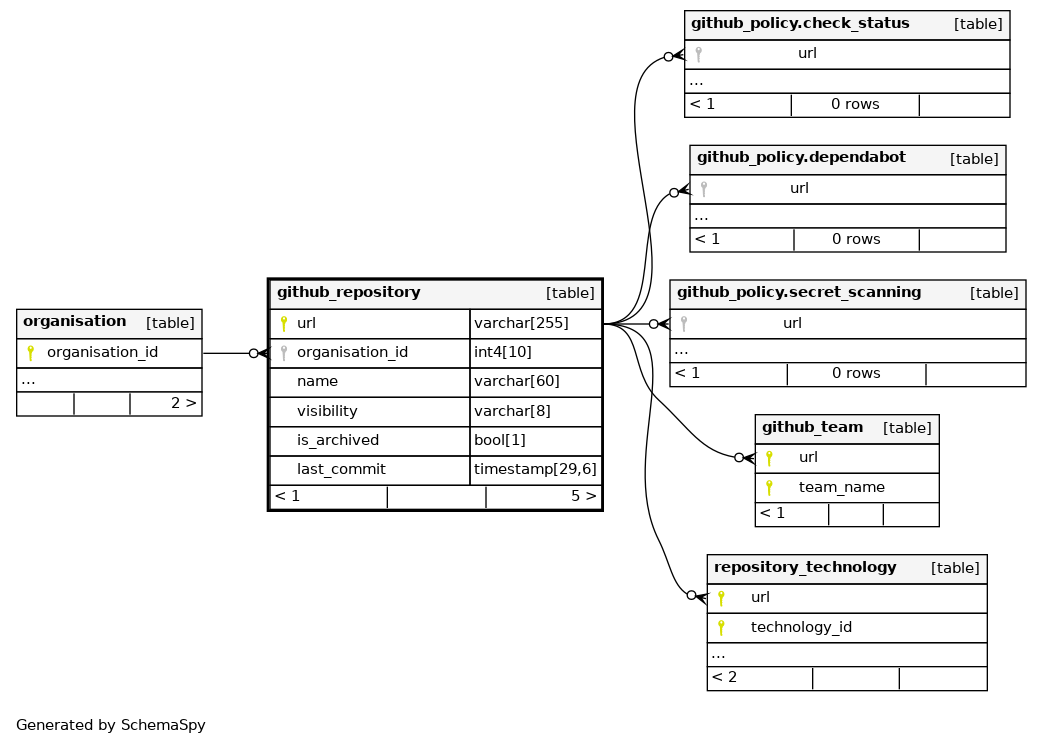 github_policy.check_status [table]
url
...
< 1 0 rows
github_policy.dependabot [table]
url
...
< 1 0 rows
github_policy.secret_scanning [table]
url
...
< 1 0 rows
github_repository [table]
url varchar[255]
organisation_id int4[10]
name varchar[60]
visibility varchar[8]
is_archived bool[1]
last_commit timestamp[29,6]
< 1 5 >
organisation [table]
organisation_id
...
2 >
github_team [table]
url
team_name
< 1
repository_technology [table]
url
technology_id
...
< 2
Generated by SchemaSpy